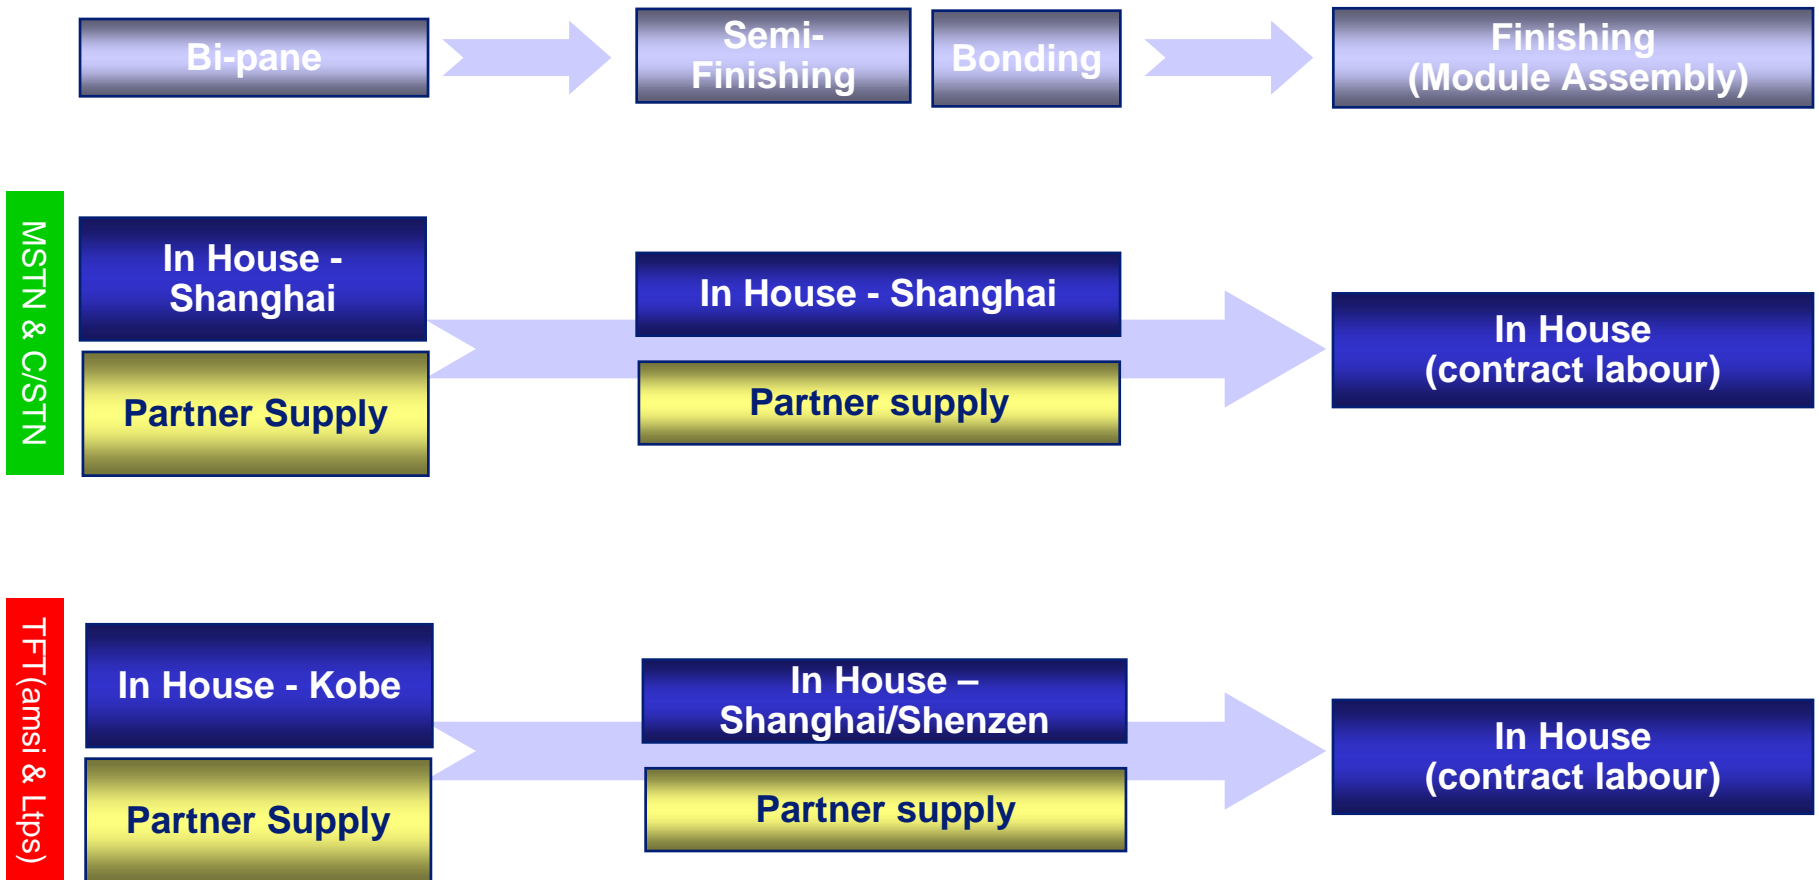 Bi-pane
Semi-
Finishing
Bonding
Finishing
(Module Assembly)
MSTN & C/STN
In House -
Shanghai
Partner Supply
In House - Shanghai
Partner supply
In House
(contract labour)
TFT(amsi & Ltps)
In House - Kobe
Partner Supply
In House –
Shanghai/Shenzen
Partner supply
In House
(contract labour)